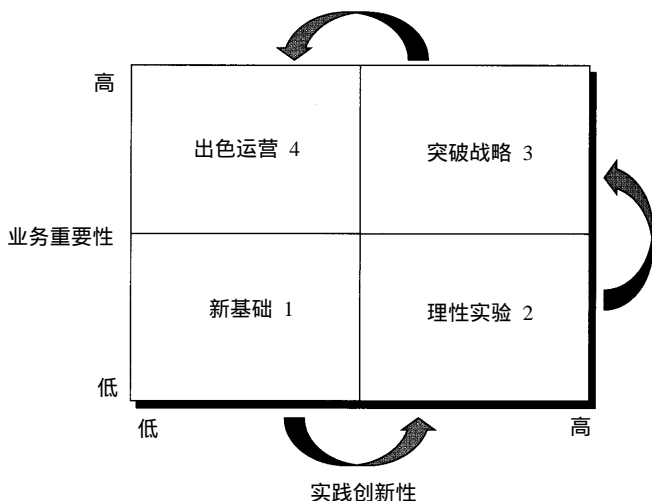 高
出色运营 4
突破战略 3
业务重要性
新基础 1
理性实验 2
低
低
高
实践创新性